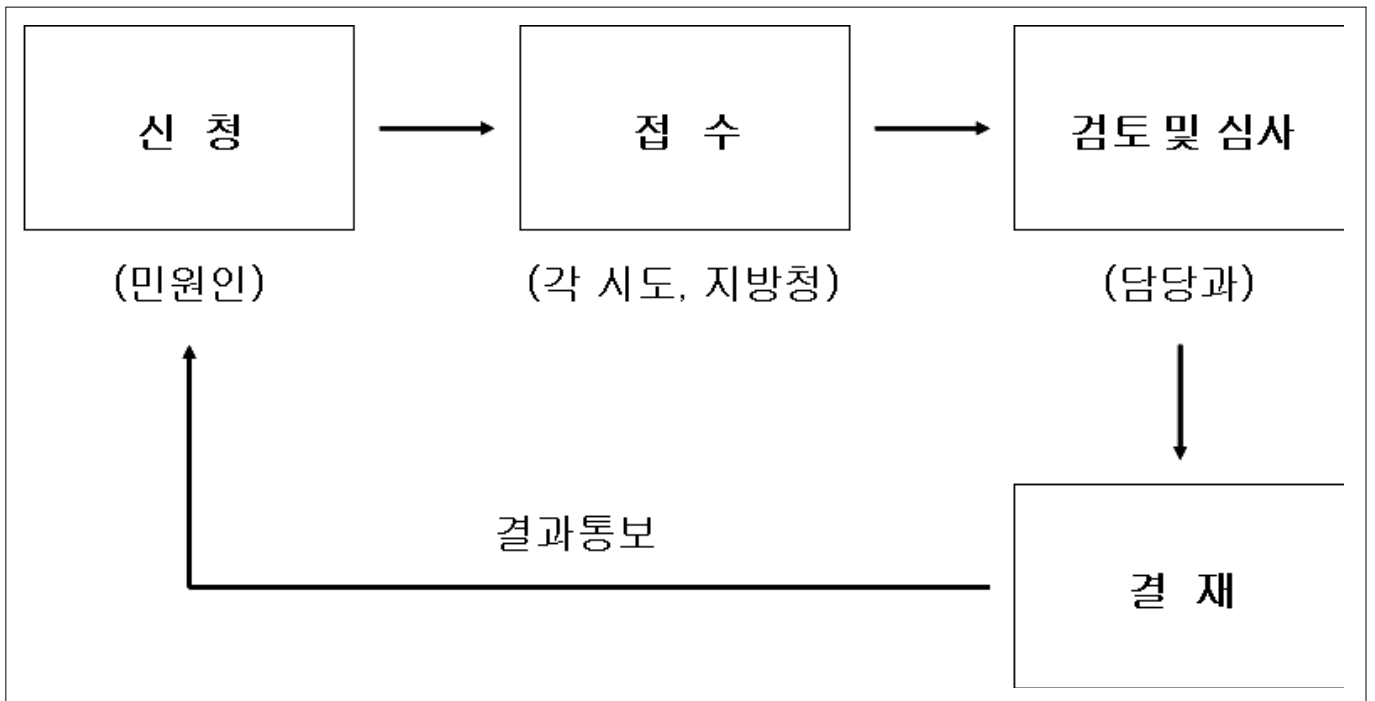 신 청
접 수
검토 및 심사
(민원인)
(각 시도, 지방청)
(담당과)
결과통보
결 재